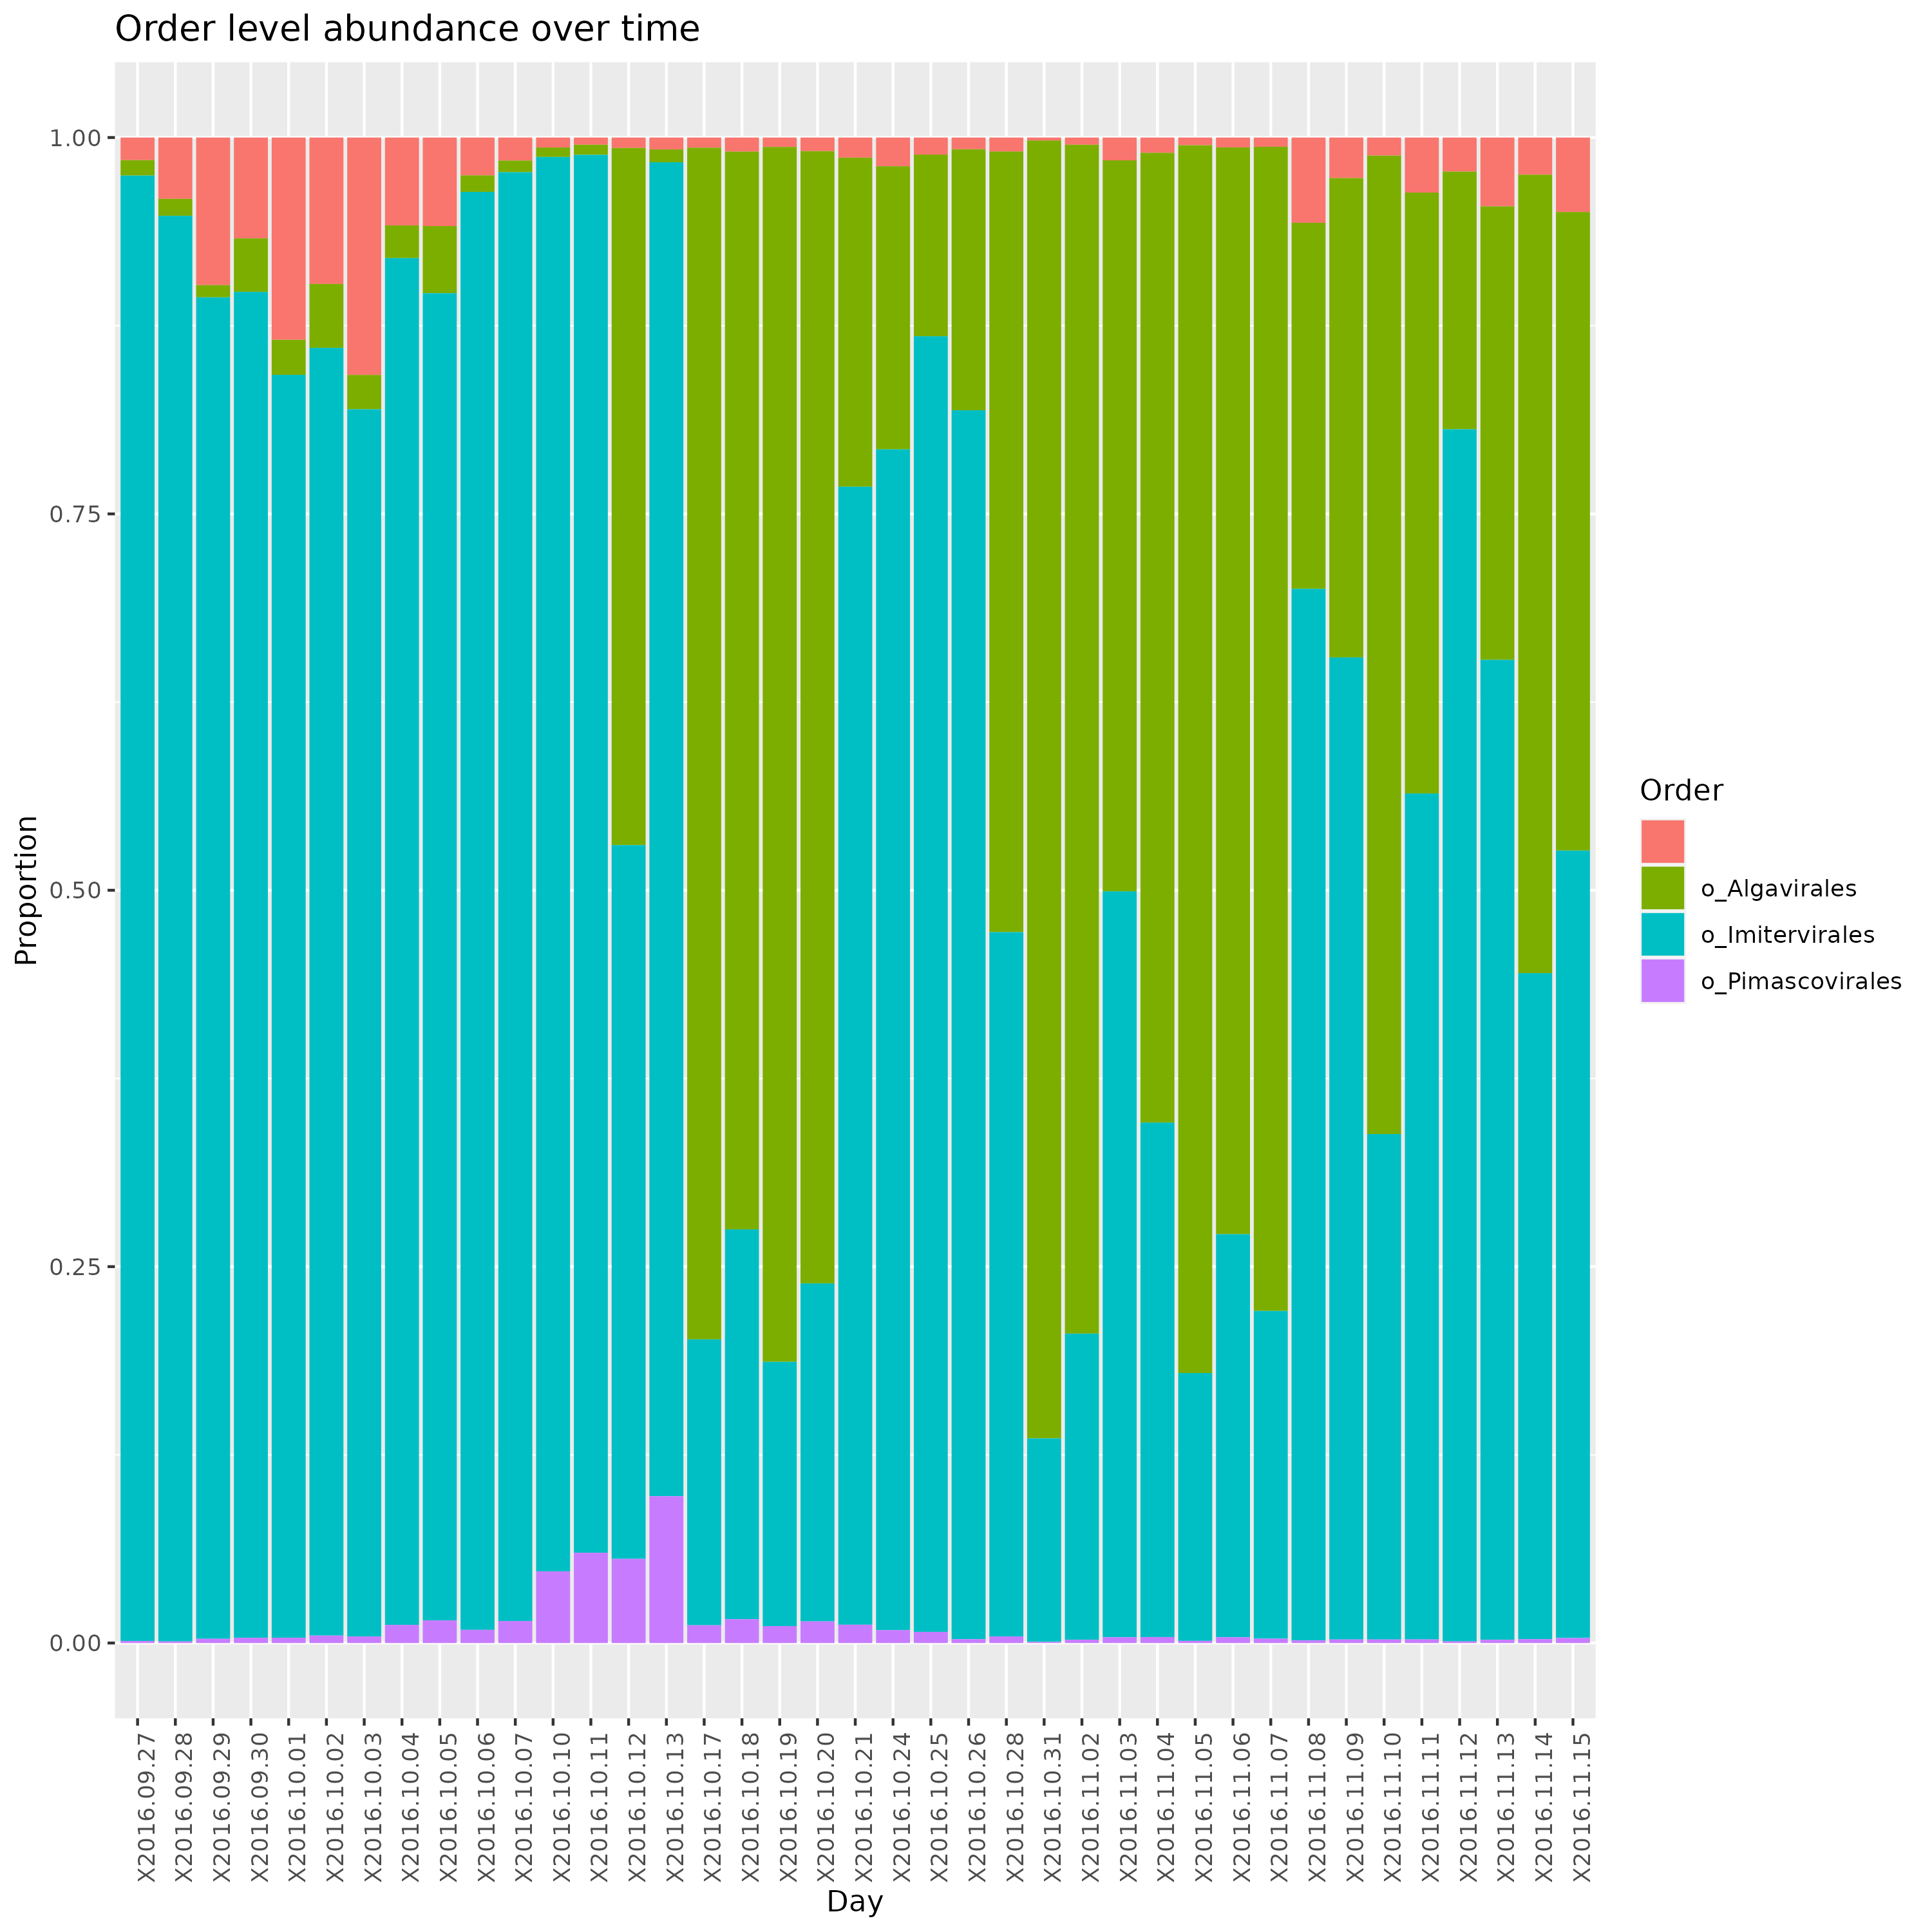 Order level abundance over time
1.00
0.75
0.50
0.25
0.00
Proportion
X2016.09.27
X2016.09.28
X2016.09.29
X2016.09.30
X2016.10.01
X2016.10.02
X2016.10.03
X2016.10.04
X2016.10.05
X2016.10.06
X2016.10.07
X2016.10.10
X2016.10.11
X2016.10.12
X2016.10.13
X2016.10.17
X2016.10.18
X2016.10.19
X2016.10.20
X2016.10.21
X2016.10.24
X2016.10.25
X2016.10.26
X2016.10.28
X2016.10.31
X2016.11.02
X2016.11.03
X2016.11.04
X2016.11.05
X2016.11.06
X2016.11.07
X2016.11.08
X2016.11.09
X2016.11.10
X2016.11.11
X2016.11.12
X2016.11.13
X2016.11.14
X2016.11.15
Day
Order
o_Algavirales
o_Imitervirales
o_Pimascovirales